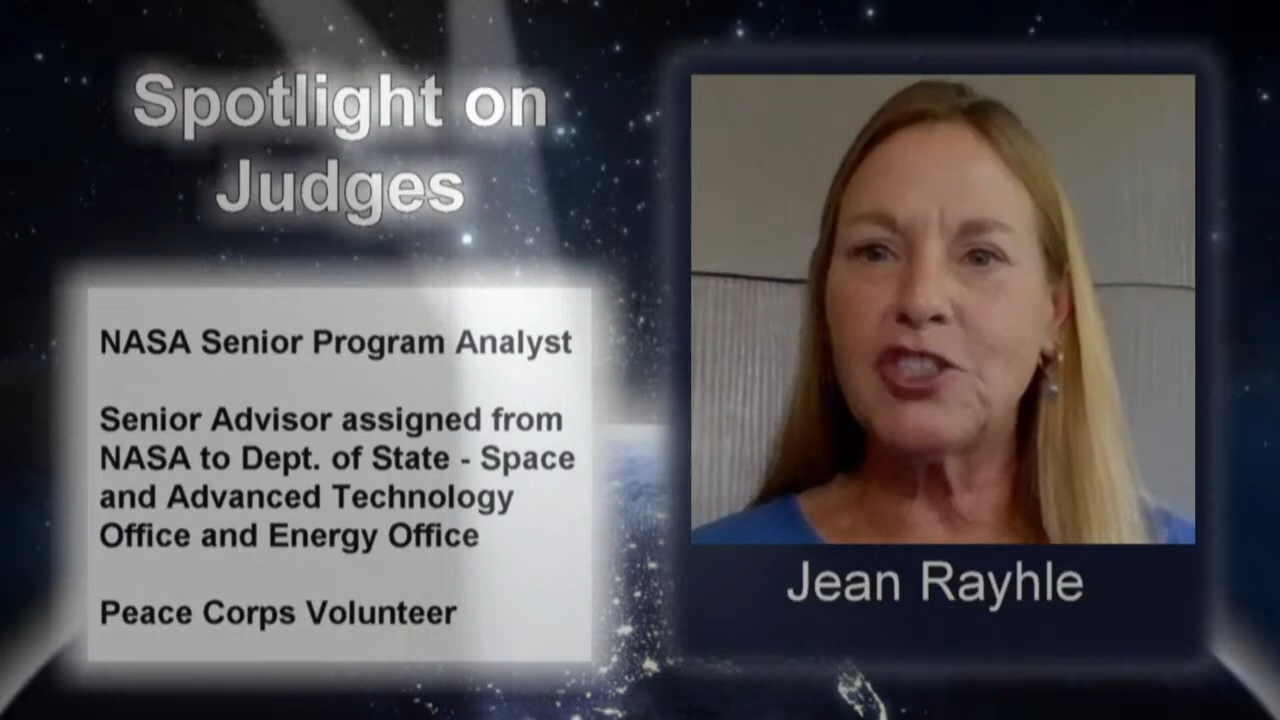 Spotlight on
Judges
NASA Senior Program Analyst
Senior Advisor assigned from
NASA to Dept. of State - Space
and Advanced Technology
Office and Energy Office
Peace Corps Volunteer
Jean Rayhle